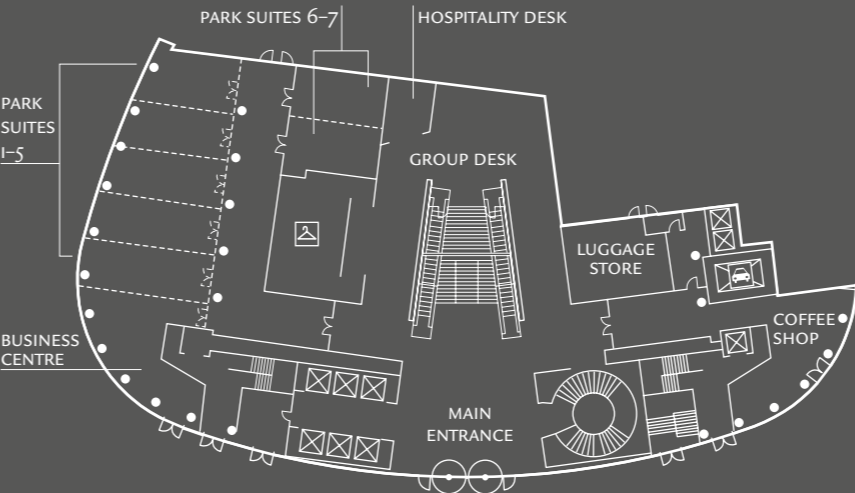 PARK SUITES 6–7
HOSPITALITY DESK
PARK
SUITES
1–5
GROUP DESK
LUGGAGE
STORE
COFFEE
SHOP
BUSINESS
CENTRE
MAIN
ENTRANCE